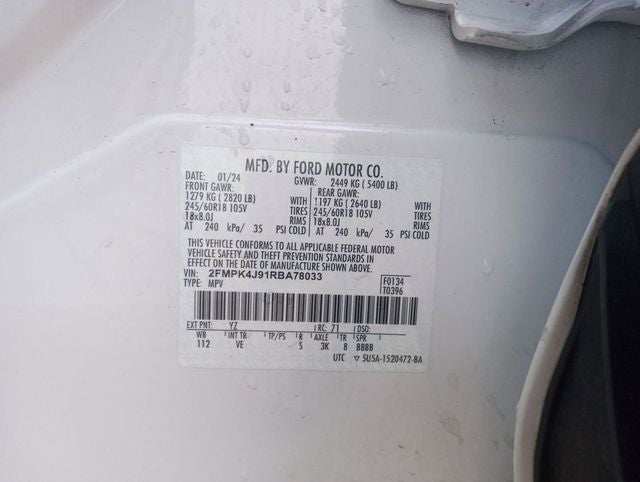 MFD. BY FORD MOTOR CO.
DATE: 01/24 GVWR: 2449 KG ( 5400 LB)
FRONT GAWR: REAR GAWR:
1279 KG ( 2820 LB) WITH 1197 KG ( 2640 LB) WITH
245/60R18 105V TIRES 245/60R18 105V TIRES
18x8.0J RIMS 18x8.0J RIMS
AT 240 kPa/ 35 PSI COLD AT 240 kPa/ 35 PSI COLD
THIS VEHICLE CONFORMS TO ALL APPLICABLE FEDERAL MOTOR
VEHICLE SAFETY AND THEFT PREVENTION STANDARDS IN
EFFECT ON THE DATE OF MANUFACTURE SHOWN ABOVE.
VIN: 2FMPK4J91RBA78033 F0134
TYPE: MPV T0396
EXT PNT: YZ RC: 71 DSO:
WB INT TR TP/PS R AXLE TR SPR
112 VE S 3K 8 BBBB
UTC ▽ 5U5A-1520472-BA